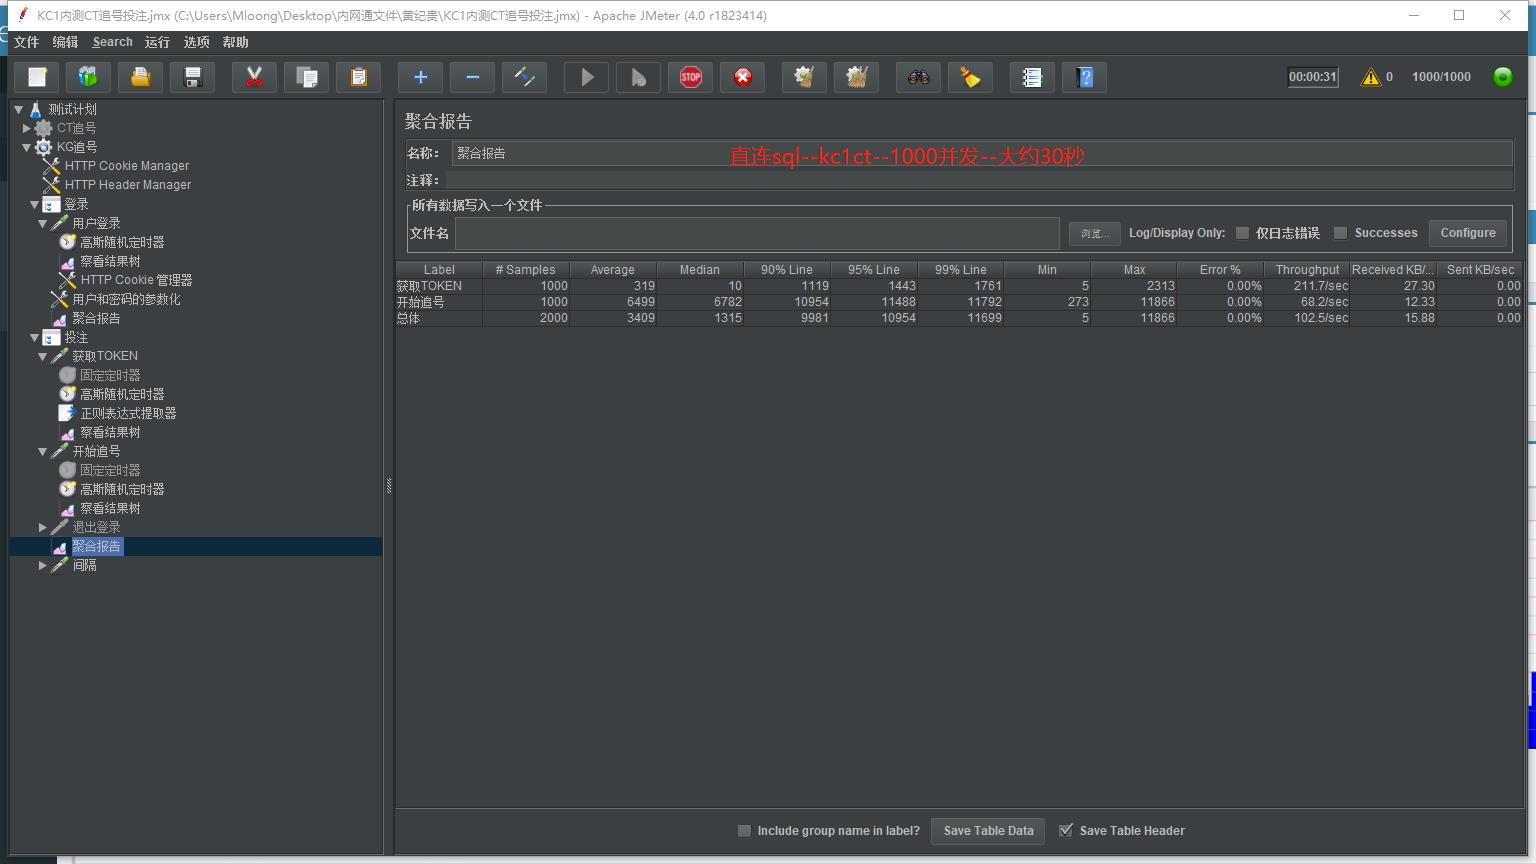 KC1内测CT追号投注.jmx (C:\Users\Mloong\Desktop\内网通文件\黄纪贵\KC1内测CT追号投注.jmx) - Apache JMeter (4.0 r1823414)
文件 编辑 Search 运行 选项 帮助
STOP 00:00:31 0 1000/1000
测试计划
CT追号
KG追号
HTTP Cookie Manager
HTTP Header Manager
登录
用户登录
高斯随机定时器
察看结果树
HTTP Cookie 管理器
用户和密码的参数化
聚合报告
投注
获取TOKEN
固定定时器
高斯随机定时器
正则表达式提取器
察看结果树
开始追号
固定定时器
高斯随机定时器
察看结果树
退出登录
聚合报告
间隔
聚合报告
名称： 聚合报告
直连sql--kc1ct--1000并发--大约30秒
注释：
所有数据写入一个文件
文件名 浏览... Log/Display Only: 仅日志错误 Successes Configure
Label # Samples Average Median 90% Line 95% Line 99% Line Min Max Error % Throughput Received KB/... Sent KB/sec
获取TOKEN 1000 319 10 1119 1443 1761 5 2313 0.00% 211.7/sec 27.30 0.00
开始追号 1000 6499 6782 10954 11488 11792 273 11866 0.00% 68.2/sec 12.33 0.00
总体 2000 3409 1315 9981 10954 11699 5 11866 0.00% 102.5/sec 15.88 0.00
Include group name in label? Save Table Data Save Table Header